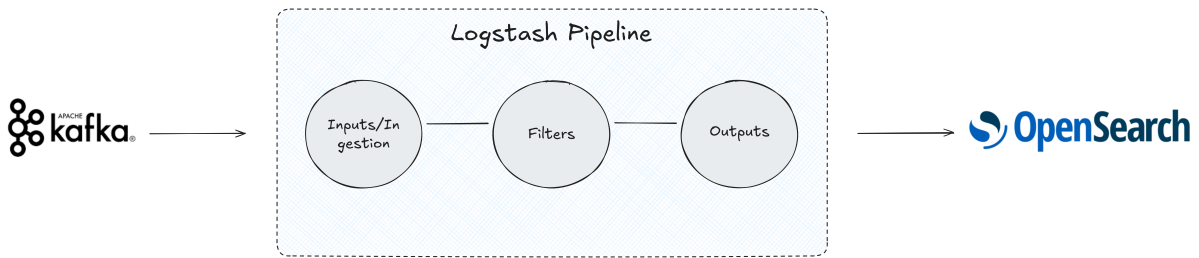 Logstash Pipeline
APACHE
kafka®
Inputs/In
gestion
Filters
Outputs
OpenSearch